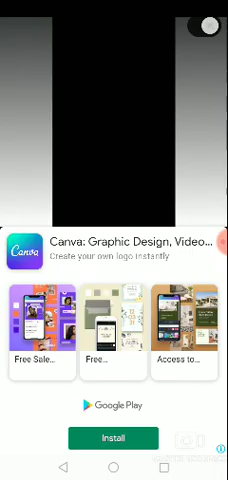 Canva
Canva: Graphic Design, Video...
Create your own logo instantly
Free Sale...
Free...
Access to...
Google Play
Install